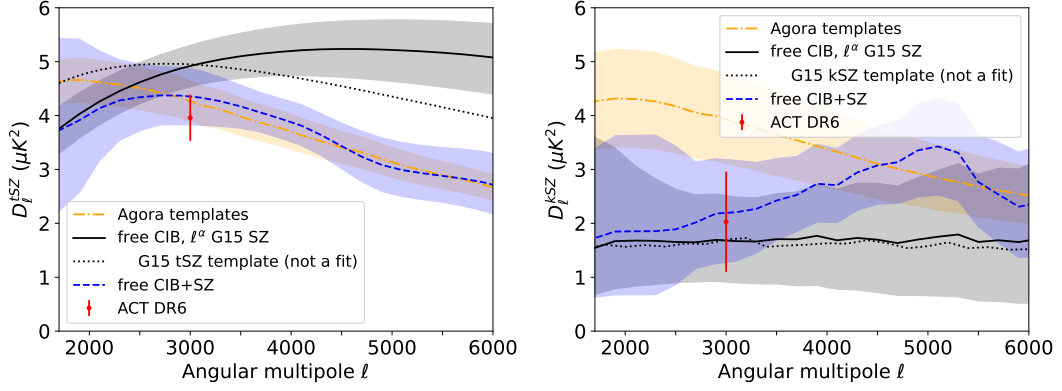 6
5
4
3
2
1
0
D_ℓ^{tSZ} (μK²)
Agora templates
free CIB, ℓ^α G15 SZ
G15 tSZ template (not a fit)
free CIB+SZ
ACT DR6
2000 3000 4000 5000 6000
Angular multipole ℓ
6
5
4
3
2
1
0
D_ℓ^{kSZ} (μK²)
Agora templates
free CIB, ℓ^α G15 SZ
G15 kSZ template (not a fit)
free CIB+SZ
ACT DR6
2000 3000 4000 5000 6000
Angular multipole ℓ